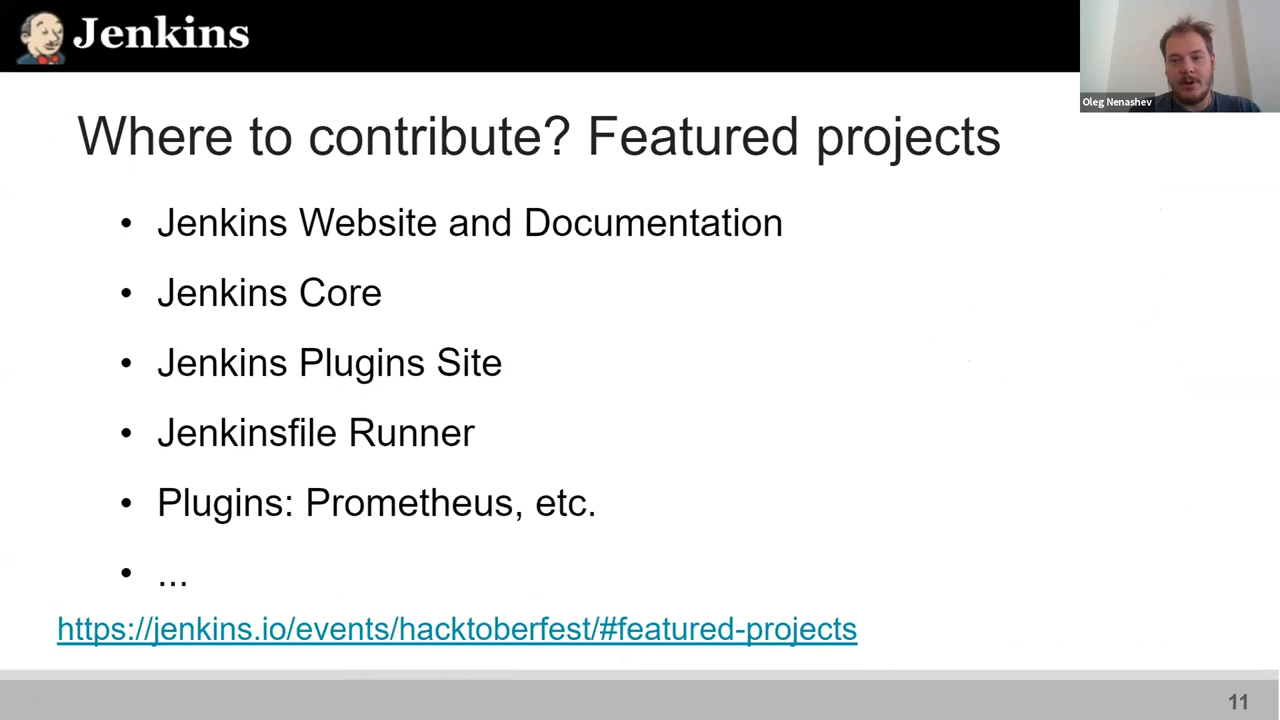 Jenkins
Oleg Nenashev
Where to contribute? Featured projects
• Jenkins Website and Documentation
• Jenkins Core
• Jenkins Plugins Site
• Jenkinsfile Runner
• Plugins: Prometheus, etc.
• ...
https://jenkins.io/events/hacktoberfest/#featured-projects
11